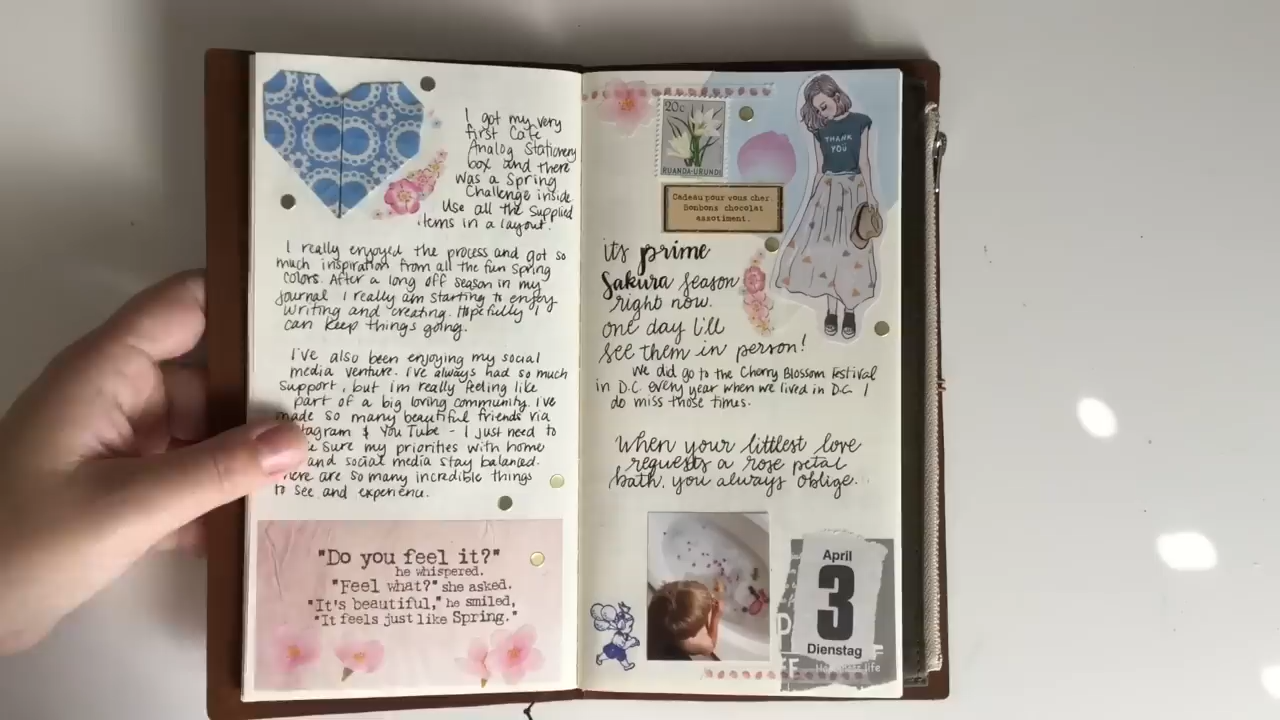 I got my very
first Cafe
Analog Stationery
box and there
was a Spring
Challenge inside.
Use all the supplied
items in a layout.
I really enjoyed the process and got so
much inspiration from all the fun Spring
colors. After a long off season in my
journal I really am starting to enjoy
writing and creating. Hopefully I
can keep things going.
I've also been enjoying my social
media venture. I've always had so much
support, but I'm really feeling like
part of a big loving community. I've
made so many beautiful friends via
& YouTube - I just need to
sure my priorities with home
and social media stay balanced.
There are so many incredible things
to see and experience.
"Do you feel it?"
he whispered.
"Feel what?" she asked.
"It's beautiful," he smiled,
"It feels just like Spring."
20c
RUANDA-URUNDI
THANK
YOU
Cadeau pour vous cher.
Bonbons chocolat
assotiment.
its prime
Sakura season
right now.
one day I'll
see them in person!
We did go to the Cherry Blossom Festival
in D.C. every year when we lived in D.C. I
do miss those times.
When your littlest love
requests a rose petal
bath, you always oblige.
April
3
Dienstag
life